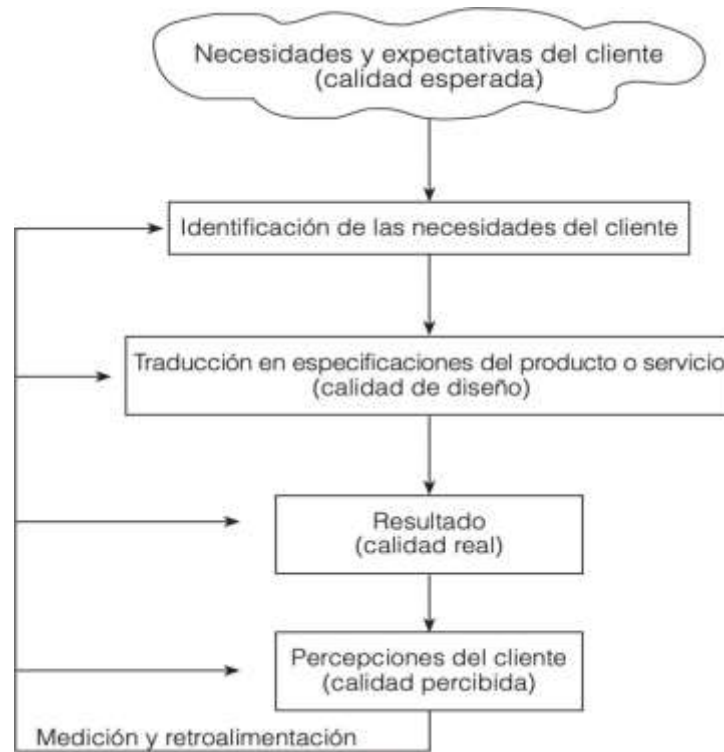 Necesidades y expectativas del cliente
(calidad esperada)
Identificación de las necesidades del cliente
Traducción en especificaciones del producto o servicio
(calidad de diseño)
Resultado
(calidad real)
Percepciones del cliente
(calidad percibida)
Medición y retroalimentación